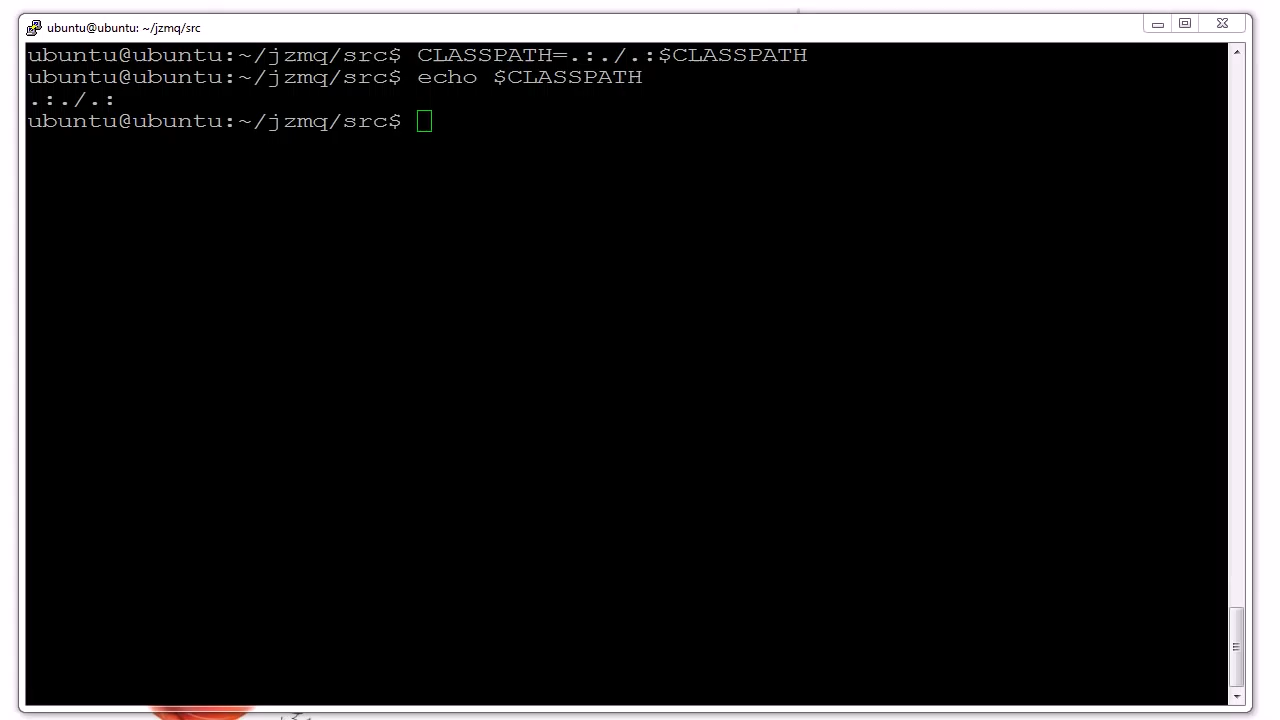 ubuntu@ubuntu: ~/jzmq/src
ubuntu@ubuntu:~/jzmq/src$ CLASSPATH=.:./.:$CLASSPATH
ubuntu@ubuntu:~/jzmq/src$ echo $CLASSPATH
.:./.:
ubuntu@ubuntu:~/jzmq/src$